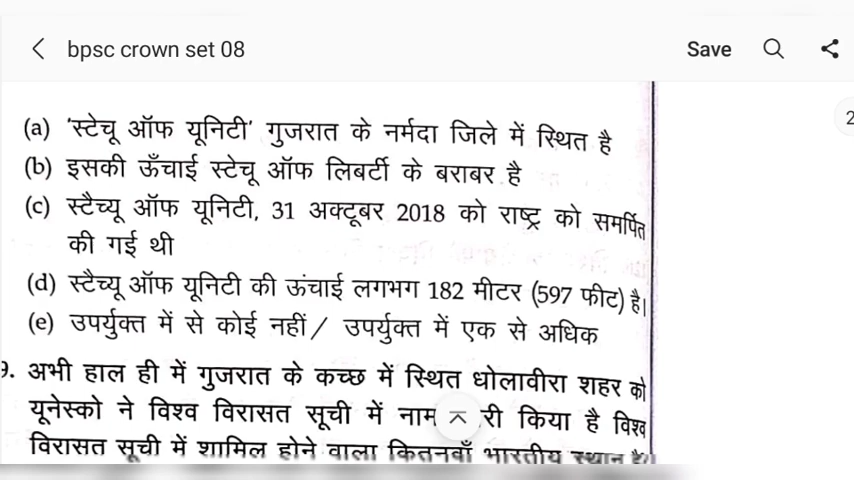 bpsc crown set 08
Save
2
(a) 'स्टेचू ऑफ यूनिटी' गुजरात के नर्मदा जिले में स्थित है
(b) इसकी ऊँचाई स्टेचू ऑफ लिबर्टी के बराबर है
(c) स्टैच्यू ऑफ यूनिटी, 31 अक्टूबर 2018 को राष्ट्र को समर्पित
की गई थी
(d) स्टैच्यू ऑफ यूनिटी की ऊंचाई लगभग 182 मीटर (597 फीट) है।
(e) उपर्युक्त में से कोई नहीं / उपर्युक्त में एक से अधिक
9. अभी हाल ही में गुजरात के कच्छ में स्थित धोलावीरा शहर को
यूनेस्को ने विश्व विरासत सूची में किया है विश्व
विरासत सूची में शामिल होने वाला कितनवाँ भारतीय स्थान है।